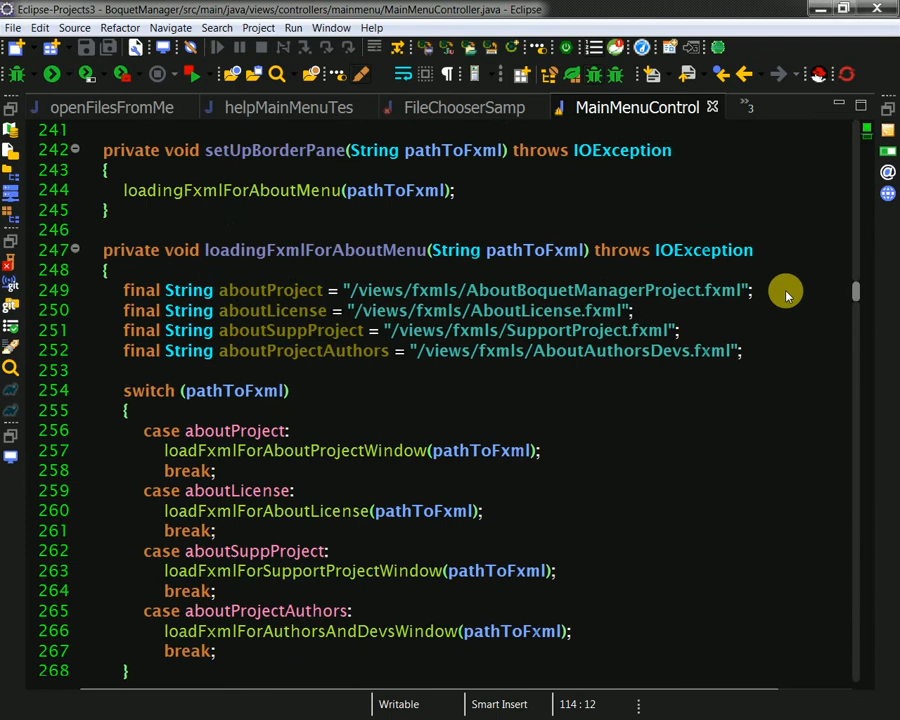 Eclipse-Projects3 - BoquetManager/src/main/java/views/controllers/mainmenu/MainMenuController.java - Eclipse
File Edit Source Refactor Navigate Search Project Run Window Help
openFilesFromMe helpMainMenuTes FileChooserSamp MainMenuControl »3
241
242 private void setUpBorderPane(String pathToFxml) throws IOException
243 {
244 loadingFxmlForAboutMenu(pathToFxml);
245 }
246
247 private void loadingFxmlForAboutMenu(String pathToFxml) throws IOException
248 {
249 final String aboutProject = "/views/fxmls/AboutBoquetManagerProject.fxml";
250 final String aboutLicense = "/views/fxmls/AboutLicense.fxml";
251 final String aboutSuppProject = "/views/fxmls/SupportProject.fxml";
252 final String aboutProjectAuthors = "/views/fxmls/AboutAuthorsDevs.fxml";
253
254 switch (pathToFxml)
255 {
256 case aboutProject:
257 loadFxmlForAboutProjectWindow(pathToFxml);
258 break;
259 case aboutLicense:
260 loadFxmlForAboutLicense(pathToFxml);
261 break;
262 case aboutSuppProject:
263 loadFxmlForSupportProjectWindow(pathToFxml);
264 break;
265 case aboutProjectAuthors:
266 loadFxmlForAuthorsAndDevsWindow(pathToFxml);
267 break;
268 }
Writable Smart Insert 114 : 12